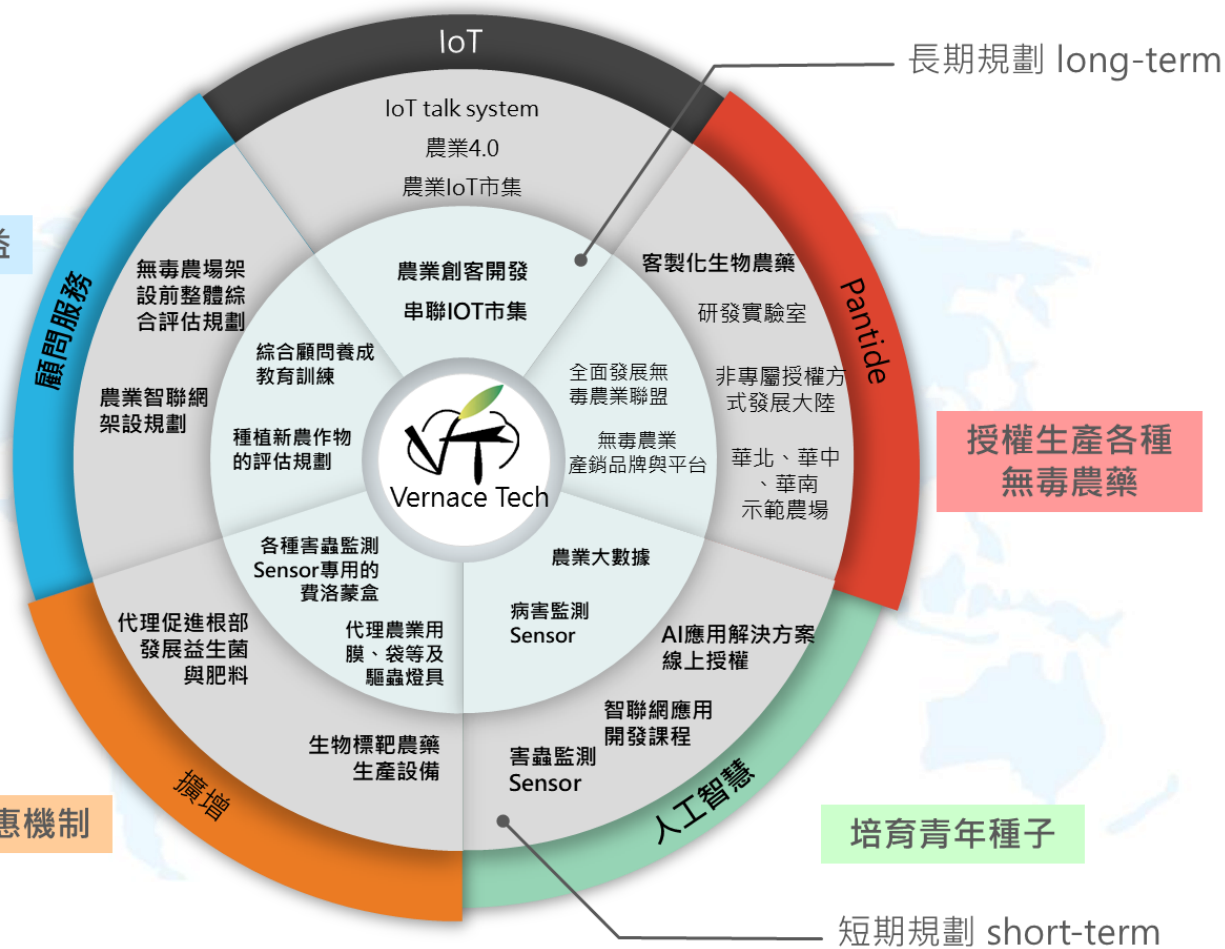 IoT
長期規劃 long-term
IoT talk system
農業4.0
農業IoT市集
農業創客開發
串聯IOT市集
Pantide
客製化生物農藥
研發實驗室
非專屬授權方
式發展大陸
華北、華中
、華南
示範農場
全面發展無
毒農業聯盟
無毒農業
產銷品牌與平台
授權生產各種
無毒農藥
益
顧問服務
無毒農場架
設前整體綜
合評估規劃
農業智聯網
架設規劃
綜合顧問養成
教育訓練
種植新農作物
的評估規劃
VT
Vernace Tech
各種害蟲監測
Sensor專用的
費洛蒙盒
代理農業用
膜、袋等及
驅蟲燈具
代理促進根部
發展益生菌
與肥料
生物標靶農藥
生產設備
擴增
惠機制
農業大數據
病害監測
Sensor
AI應用解決方案
線上授權
智聯網應用
開發課程
害蟲監測
Sensor
人工智慧
培育青年種子
短期規劃 short-term